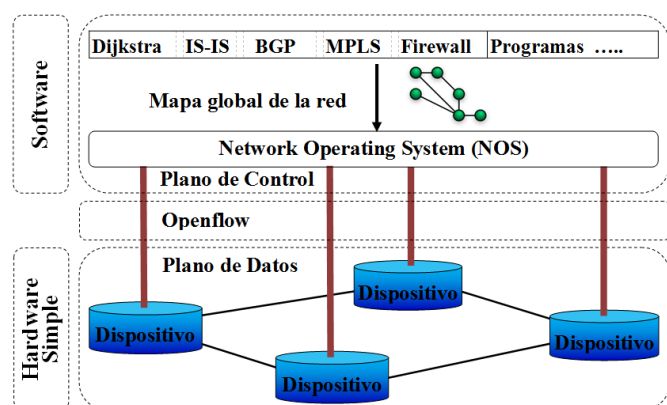 Software
Dijkstra IS-IS BGP MPLS Firewall Programas …..
Mapa global de la red
Network Operating System (NOS)
Plano de Control
Openflow
Hardware
Simple
Plano de Datos
Dispositivo
Dispositivo
Dispositivo
Dispositivo